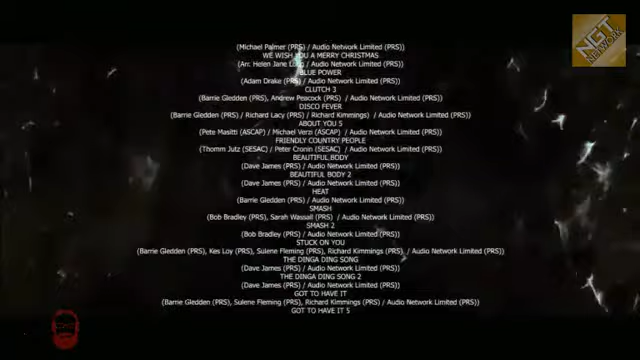 NGT
NETWORK
(Michael Palmer (PRS) / Audio Network Limited (PRS))
WE WISH YOU A MERRY CHRISTMAS
(Arr. Helen Jane Long / Audio Network Limited (PRS))
BLUE POWER
(Adam Drake (PRS) / Audio Network Limited (PRS))
CLUTCH 3
(Barrie Gledden (PRS), Andrew Peacock (PRS) / Audio Network Limited (PRS))
DISCO FEVER
(Barrie Gledden (PRS) / Richard Lacy (PRS) / Richard Kimmings) / Audio Network Limited (PRS))
ABOUT YOU 5
(Pete Masitti (ASCAP) / Michael Verzi (ASCAP) / Audio Network Limited (PRS))
FRIENDLY COUNTRY PEOPLE
(Thomm Jutz (SESAC) / Peter Cronin (SESAC) / Audio Network Limited (PRS))
BEAUTIFUL BODY
(Dave James (PRS) / Audio Network Limited (PRS))
BEAUTIFUL BODY 2
(Dave James (PRS) / Audio Network Limited (PRS))
HEAT
(Barrie Gledden (PRS) / Audio Network Limited (PRS))
SMASH
(Bob Bradley (PRS), Sarah Wassall (PRS) / Audio Network Limited (PRS))
SMASH 2
(Bob Bradley (PRS) / Audio Network Limited (PRS))
STUCK ON YOU
(Barrie Gledden (PRS), Kes Loy (PRS), Sulene Fleming (PRS), Richard Kimmings (PRS), / Audio Network Limited (PRS))
THE DINGA DING SONG
(Dave James (PRS) / Audio Network Limited (PRS))
THE DINGA DING SONG 2
(Dave James (PRS) / Audio Network Limited (PRS))
GOT TO HAVE IT
(Barrie Gledden (PRS), Sulene Fleming (PRS), Richard Kimmings (PRS) / Audio Network Limited (PRS))
GOT TO HAVE IT 5